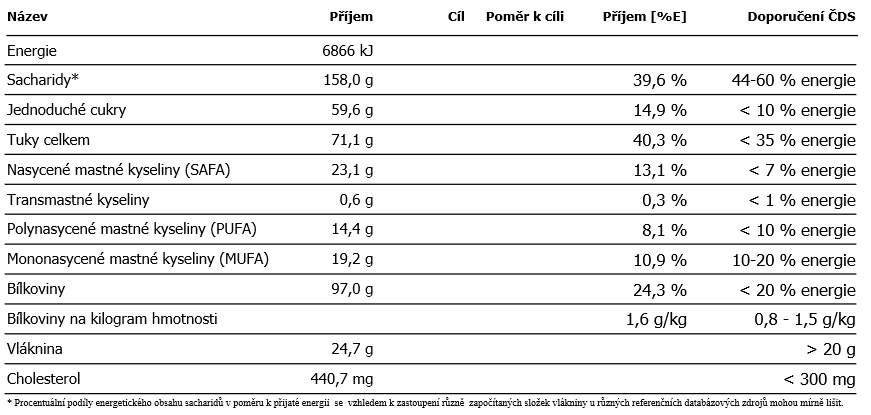 Název Příjem Cíl Poměr k cíli Příjem [%E] Doporučení ČDS
Energie 6866 kJ
Sacharidy* 158,0 g 39,6 % 44-60 % energie
Jednoduché cukry 59,6 g 14,9 % < 10 % energie
Tuky celkem 71,1 g 40,3 % < 35 % energie
Nasycené mastné kyseliny (SAFA) 23,1 g 13,1 % < 7 % energie
Transmastné kyseliny 0,6 g 0,3 % < 1 % energie
Polynasycené mastné kyseliny (PUFA) 14,4 g 8,1 % < 10 % energie
Mononasycené mastné kyseliny (MUFA) 19,2 g 10,9 % 10-20 % energie
Bílkoviny 97,0 g 24,3 % < 20 % energie
Bílkoviny na kilogram hmotnosti 1,6 g/kg 0,8 - 1,5 g/kg
Vláknina 24,7 g > 20 g
Cholesterol 440,7 mg < 300 mg
* Procentuální podíly energetického obsahu sacharidů v poměru k přijaté energii se vzhledem k zastoupení různě započítaných složek vlákniny u různých referenčních databázových zdrojů mohou mírně lišit.